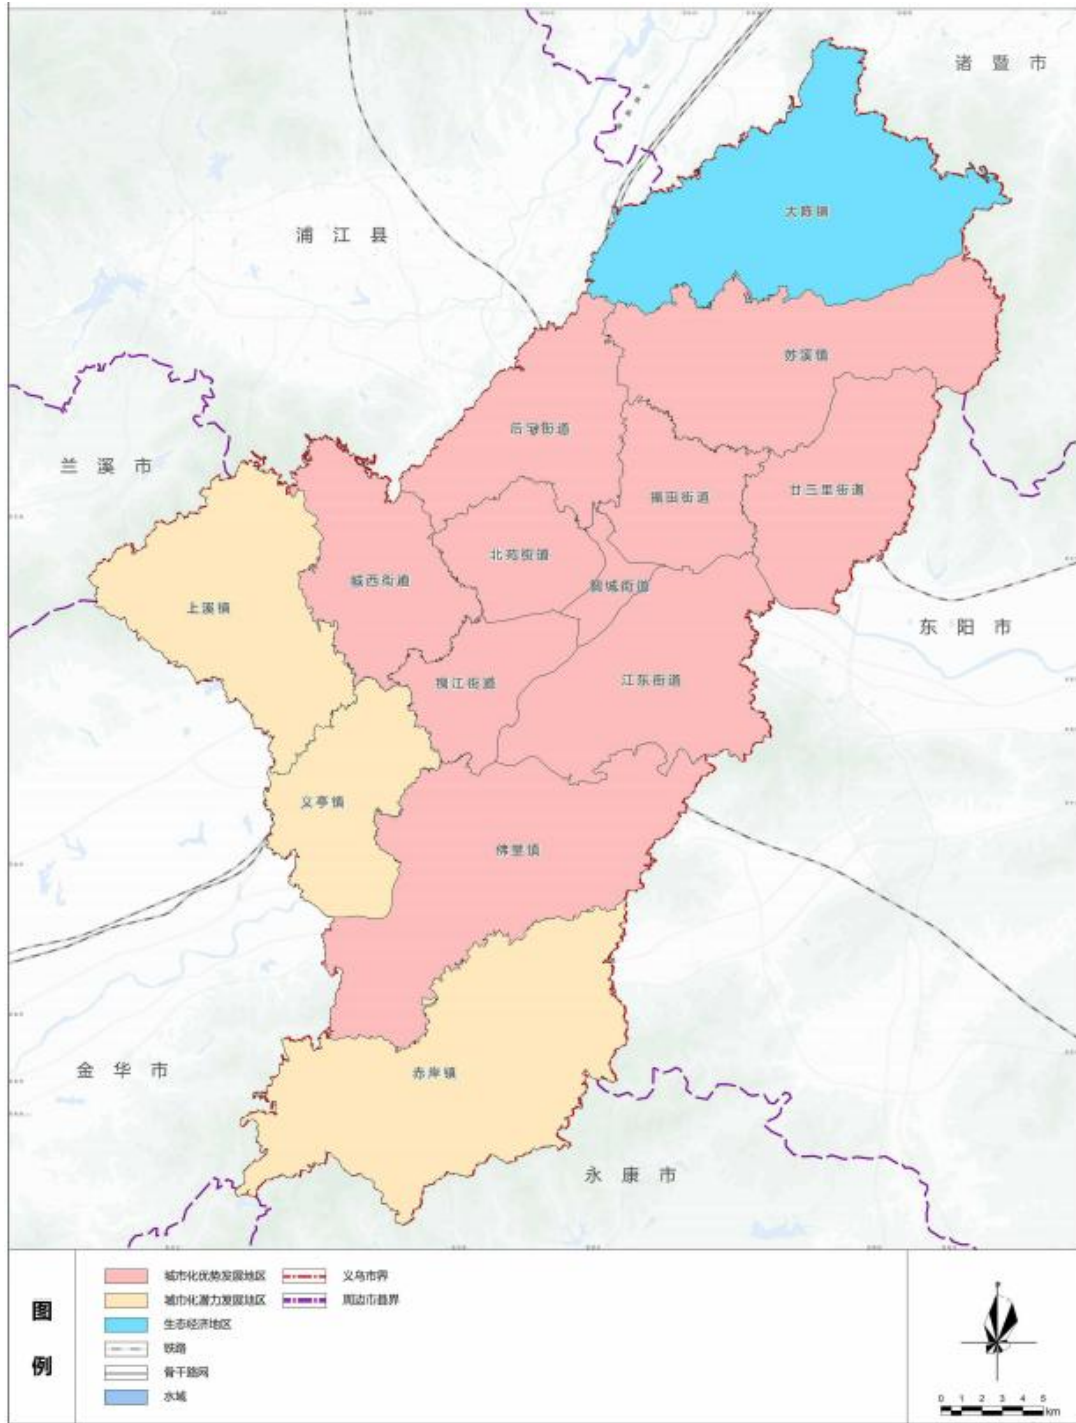 诸暨市
大陈镇
浦江县
苏溪镇
后宅街道
兰溪市
福田街道
廿三里街道
北苑街道
城西街道
稠城街道
上溪镇
东阳市
稠江街道
江东街道
义亭镇
佛堂镇
金华市
赤岸镇
永康市
图例
城市化优势发展地区
义乌市界
城市化潜力发展地区
周边市县界
生态经济地区
铁路
骨干路网
水域
0 1 2 3 4 5
km